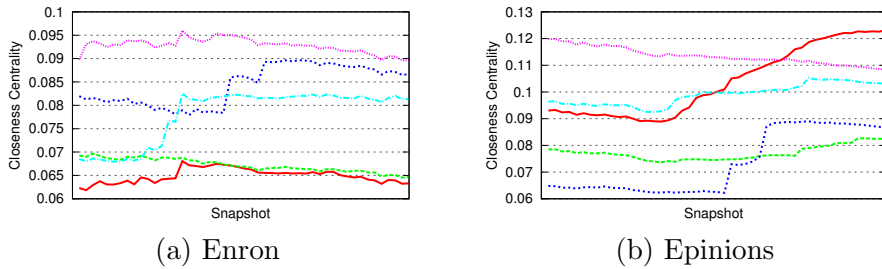 0.1
0.095
0.09
0.085
0.08
0.075
0.07
0.065
0.06
Closeness Centrality
Snapshot
(a) Enron
0.13
0.12
0.11
0.1
0.09
0.08
0.07
0.06
Closeness Centrality
Snapshot
(b) Epinions